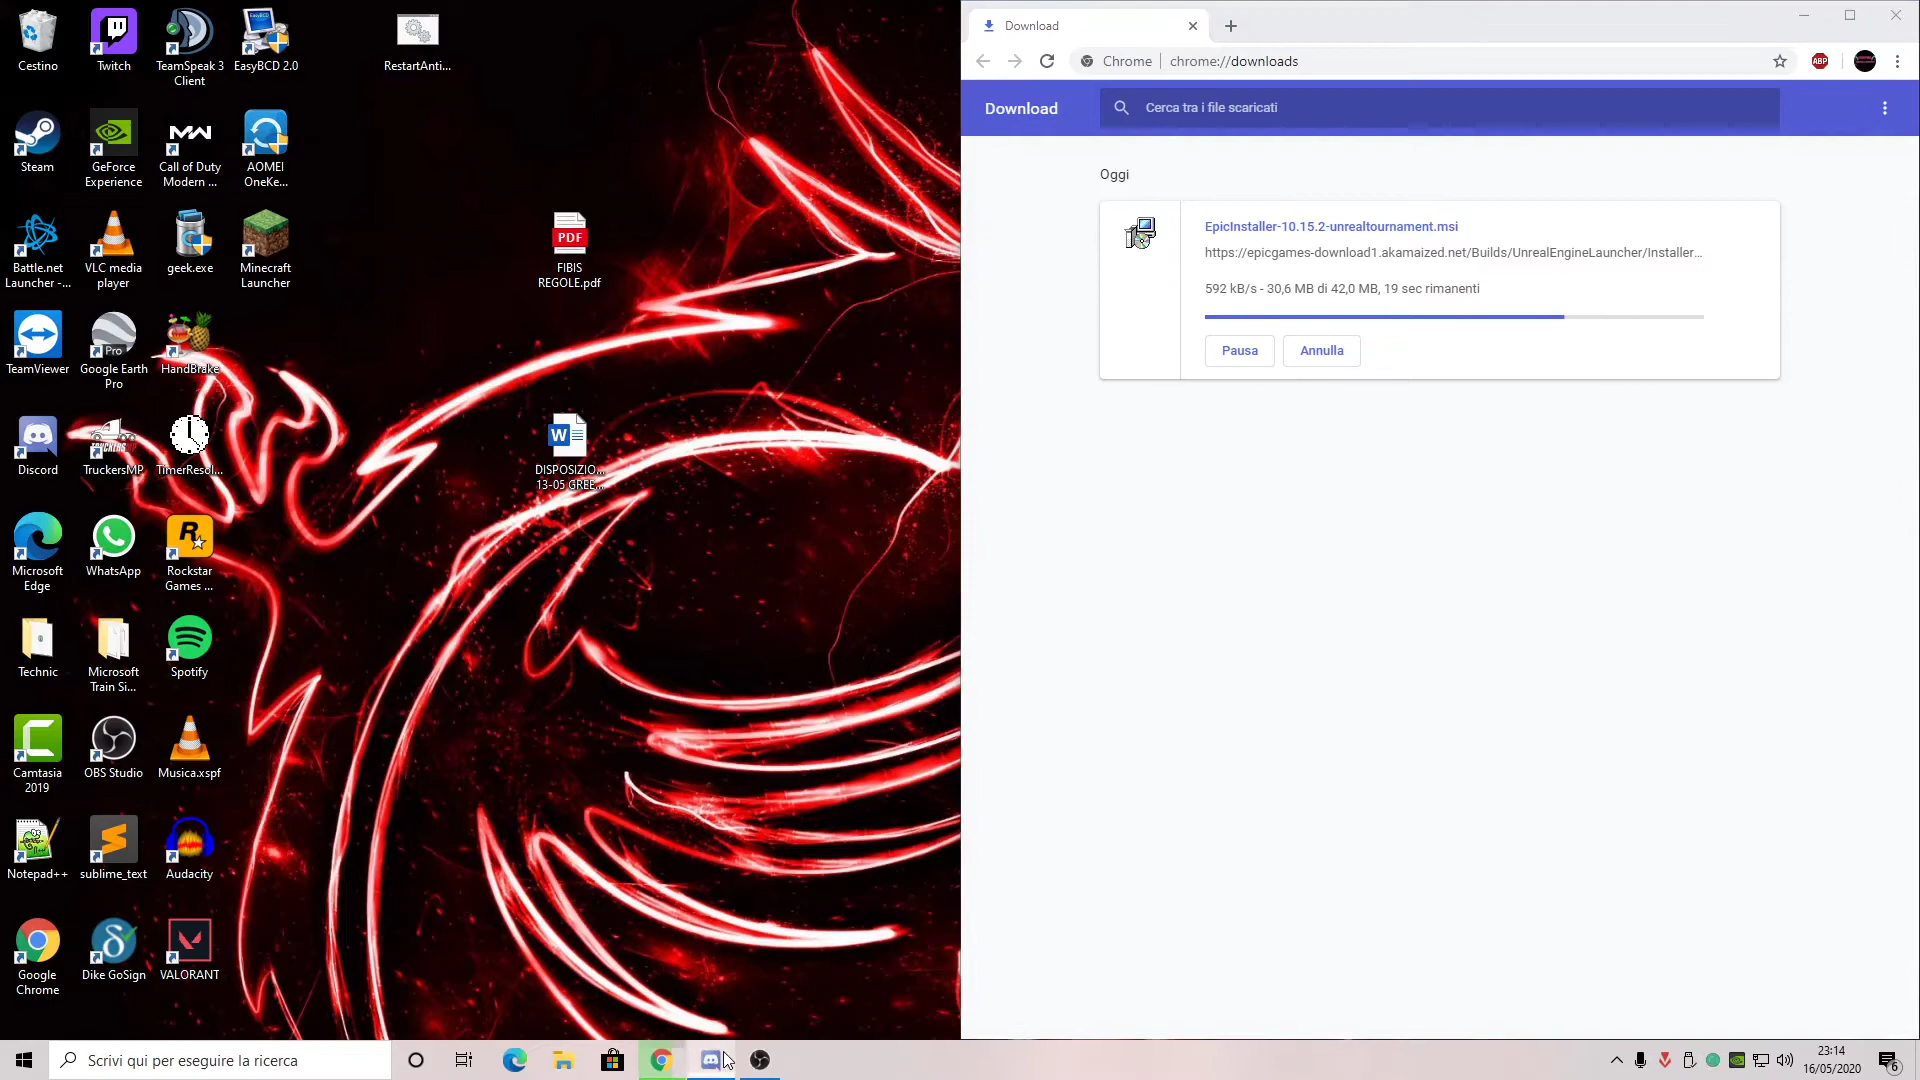 Cestino
Twitch
TeamSpeak 3
Client
EasyBCD 2.0
RestartAnti...
Steam
GeForce
Experience
Call of Duty
Modern ...
AOMEI
OneKe...
Battle.net
Launcher -...
VLC media
player
geek.exe
Minecraft
Launcher
PDF
FIBIS
REGOLE.pdf
TeamViewer
Pro
Google Earth
Pro
HandBrake
Discord
TruckersMP
TimerResol...
DISPOSIZIO...
13-05 GREE...
Microsoft
Edge
WhatsApp
Rockstar
Games ...
Technic
Microsoft
Train Si...
Spotify
Camtasia
2019
OBS Studio
Musica.xspf
Notepad++
sublime_text
Audacity
Google
Chrome
Dike GoSign
VALORANT
Download
Chrome
chrome://downloads
ABP
Download
Cerca tra i file scaricati
Oggi
EpicInstaller-10.15.2-unrealtournament.msi
https://epicgames-download1.akamaized.net/Builds/UnrealEngineLauncher/Installer...
592 kB/s - 30,6 MB di 42,0 MB, 19 sec rimanenti
Pausa
Annulla
Scrivi qui per eseguire la ricerca
23:14
16/05/2020
6